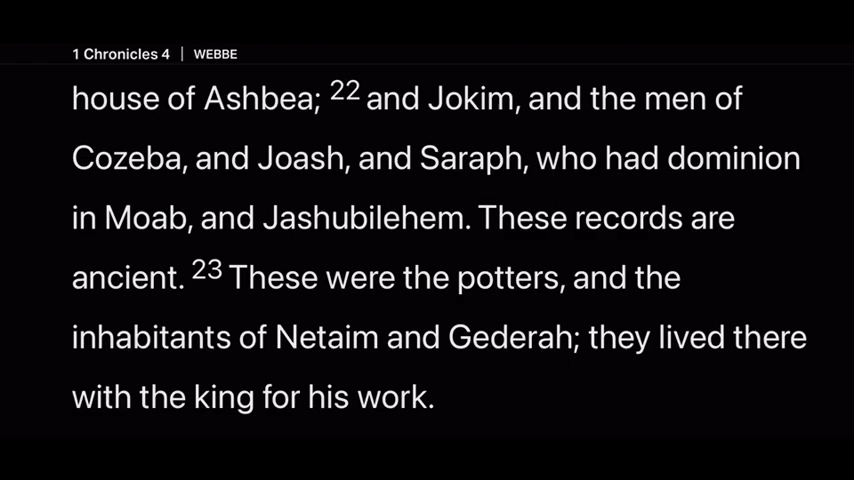 1 Chronicles 4 | WEBBE
house of Ashbea; 22 and Jokim, and the men of
Cozeba, and Joash, and Saraph, who had dominion
in Moab, and Jashubilehem. These records are
ancient. 23 These were the potters, and the
inhabitants of Netaim and Gederah; they lived there
with the king for his work.